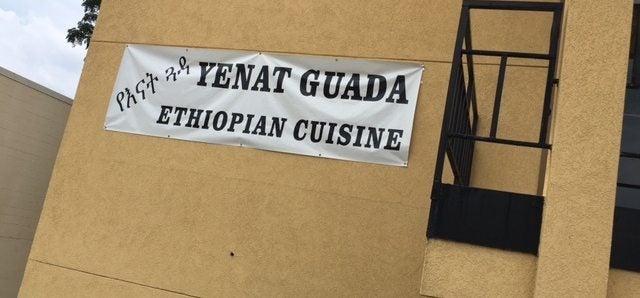 የእናት ጓዳ YENAT GUADA
ETHIOPIAN CUISINE